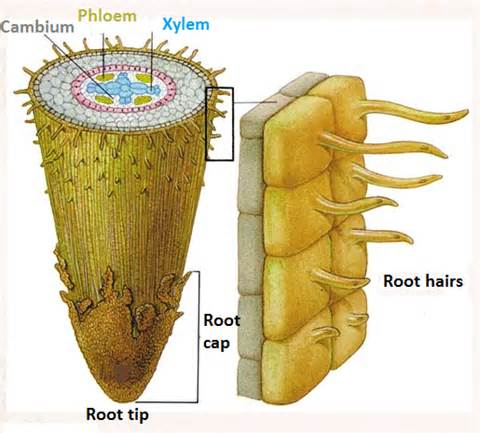 Phloem
Cambium
Xylem
Root hairs
Root
cap
Root tip